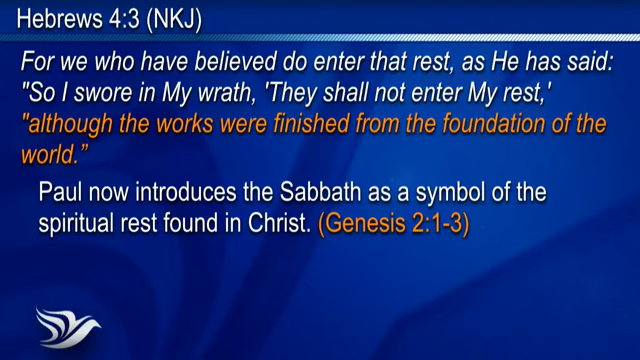 Hebrews 4:3 (NKJ)
For we who have believed do enter that rest, as He has said:
"So I swore in My wrath, 'They shall not enter My rest,'
"although the works were finished from the foundation of the
world.”
Paul now introduces the Sabbath as a symbol of the
spiritual rest found in Christ. (Genesis 2:1-3)